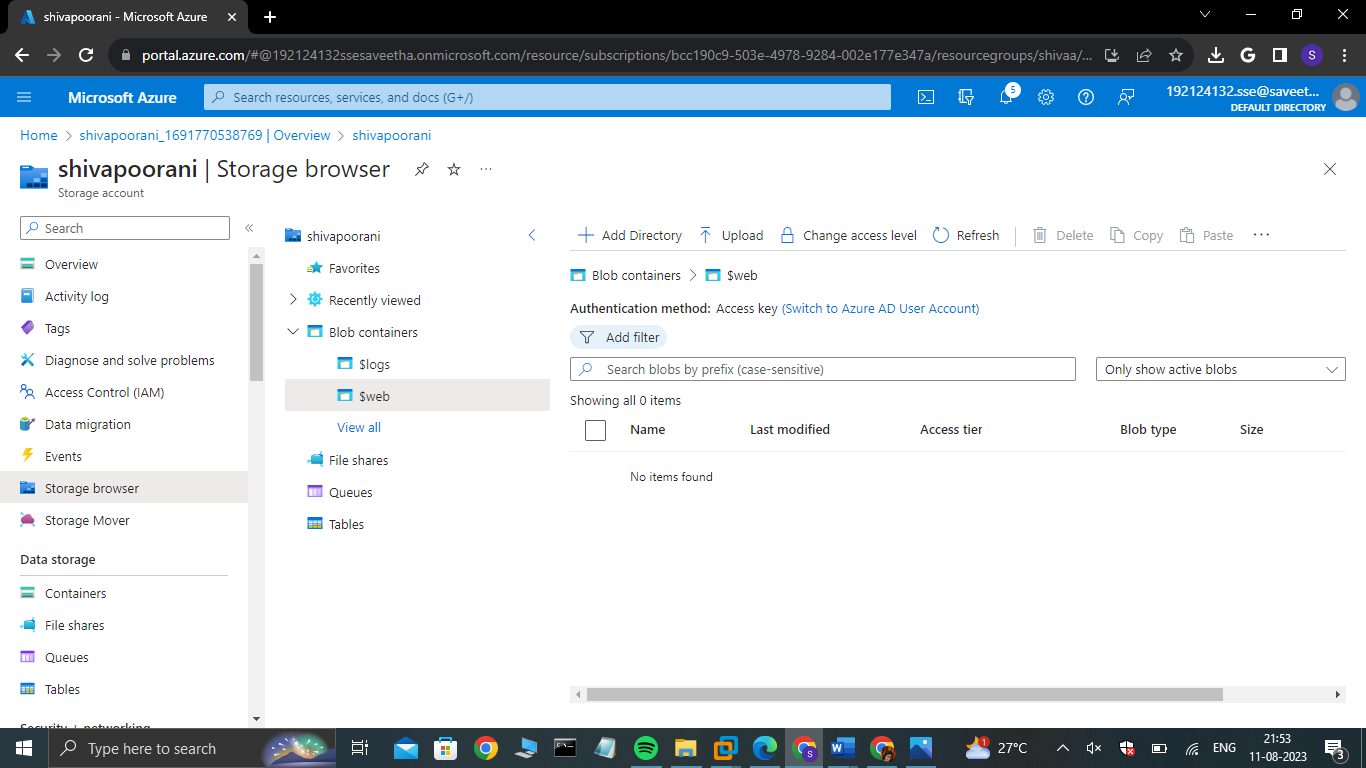 shivapoorani - Microsoft Azure
portal.azure.com/#@192124132ssesaveetha.onmicrosoft.com/resource/subscriptions/bcc190c9-503e-4978-9284-002e177e347a/resourcegroups/shivaa/...
S
Microsoft Azure
Search resources, services, and docs (G+/)
5
192124132.sse@saveet...
DEFAULT DIRECTORY
Home > shivapoorani_1691770538769 | Overview > shivapoorani
shivapoorani | Storage browser
Storage account
Search
Overview
Activity log
Tags
Diagnose and solve problems
Access Control (IAM)
Data migration
Events
Storage browser
Storage Mover
Data storage
Containers
File shares
Queues
Tables
Security + networking
shivapoorani
Favorites
Recently viewed
Blob containers
$logs
$web
View all
File shares
Queues
Tables
Add Directory Upload Change access level Refresh Delete Copy Paste
Blob containers > $web
Authentication method: Access key (Switch to Azure AD User Account)
Add filter
Search blobs by prefix (case-sensitive)
Only show active blobs
Showing all 0 items
Name Last modified Access tier Blob type Size
No items found
Type here to search
1
27°C
ENG
21:53
11-08-2023
3